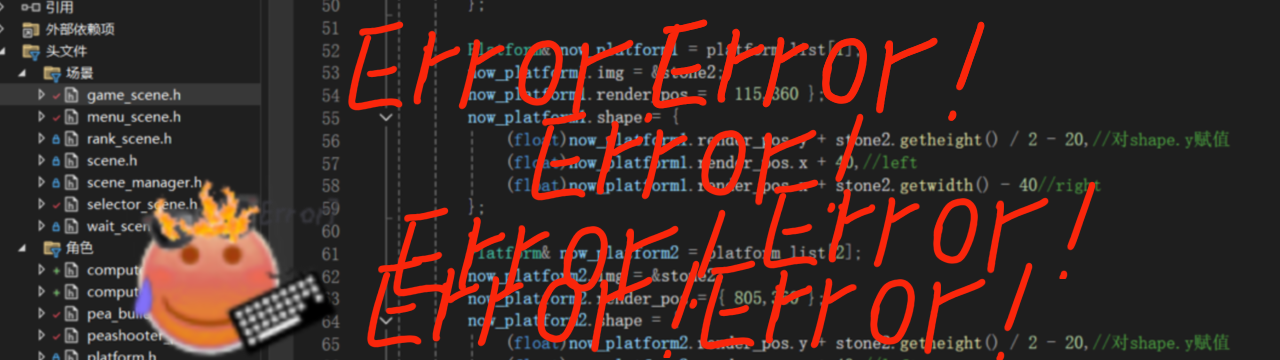 引用
外部依赖项
头文件
场景
game_scene.h
menu_scene.h
rank_scene.h
scene.h
scene_manager.h
selector_scene.h
wait_scen
角色
comput
comput
pea_bul
peashooter_
platform.h
50 };
51
52 Platform& now_platform1 = platform_list[1];
53 now_platform1.img = &stone2;
54 now_platform1.render_pos = { 115,360 };
55 now_platform1.shape = {
56 (float)now_platform1.render_pos.y + stone2.getheight() / 2 - 20,//对shape.y赋值
57 (float)now_platform1.render_pos.x + 40,//left
58 (float)now_platform1.render_pos.x + stone2.getwidth() - 40//right
59 };
60
61 Platform& now_platform2 = platform_list[2];
62 now_platform2.img = &stone2;
63 now_platform2.render_pos = { 805,360 };
64 now_platform2.shape =
65 (float)now_platform2.render_pos.y + stone2.getheight() / 2 - 20,//对shape.y赋值
Error Error!
Error!
Error! Error!
Error! Error!
Error